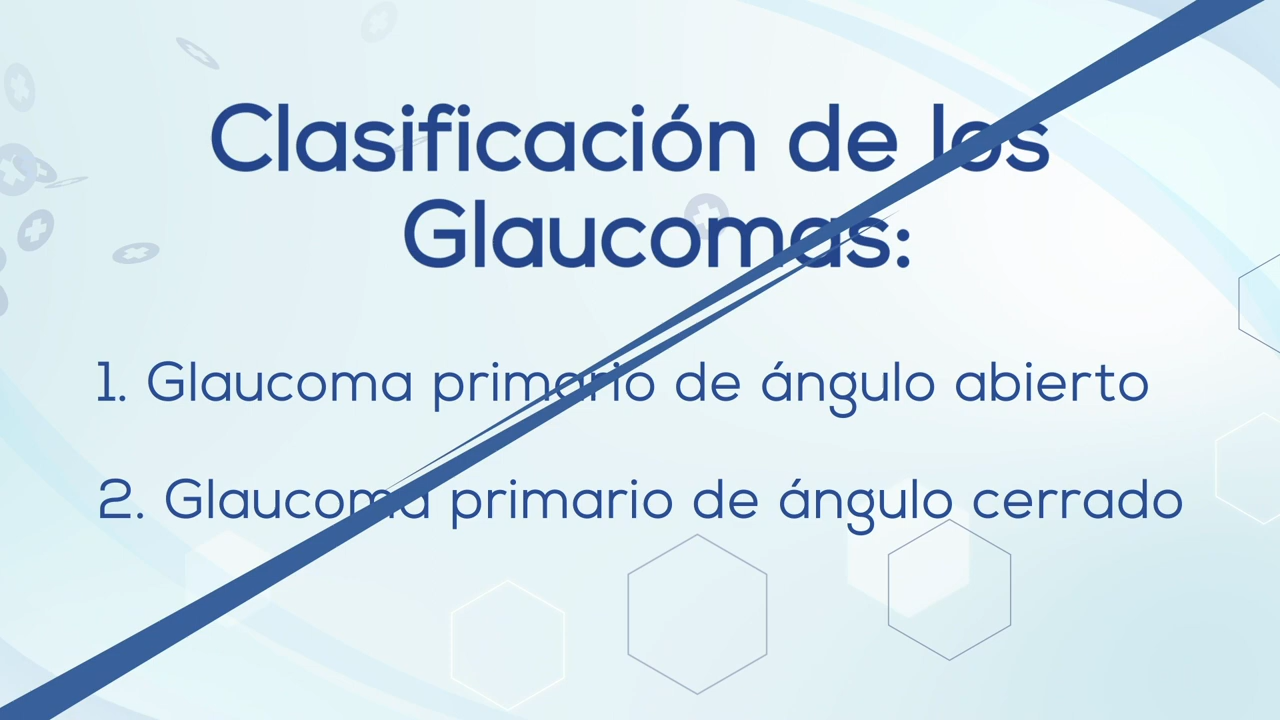 Clasificación de los
Glaucomas:
1. Glaucoma primario de ángulo abierto
2. Glaucoma primario de ángulo cerrado